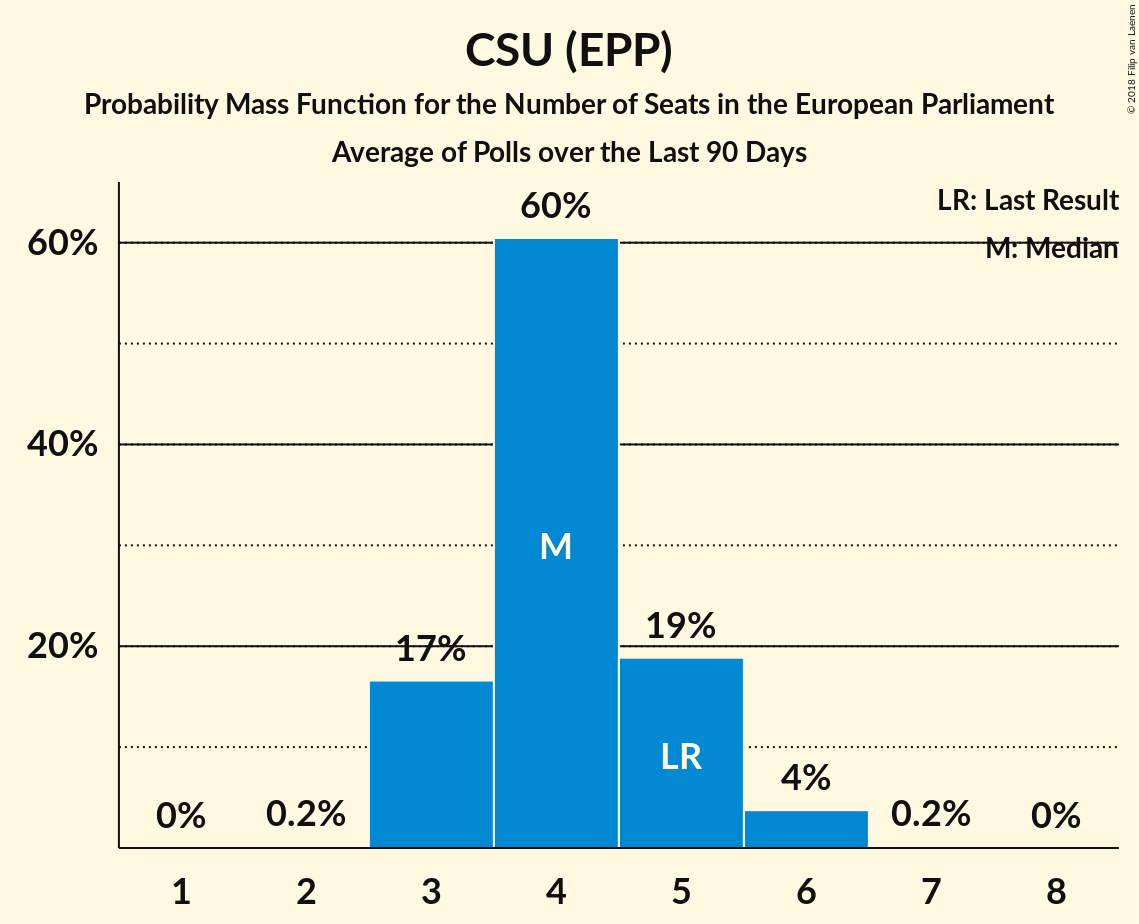 CSU (EPP)
Probability Mass Function for the Number of Seats in the European Parliament
Average of Polls over the Last 90 Days
© 2018 Filip van Laenen
LR: Last Result
M: Median
60%
40%
20%
0%
0.2%
17%
60%
19%
4%
0.2%
0%
M
LR
1 2 3 4 5 6 7 8